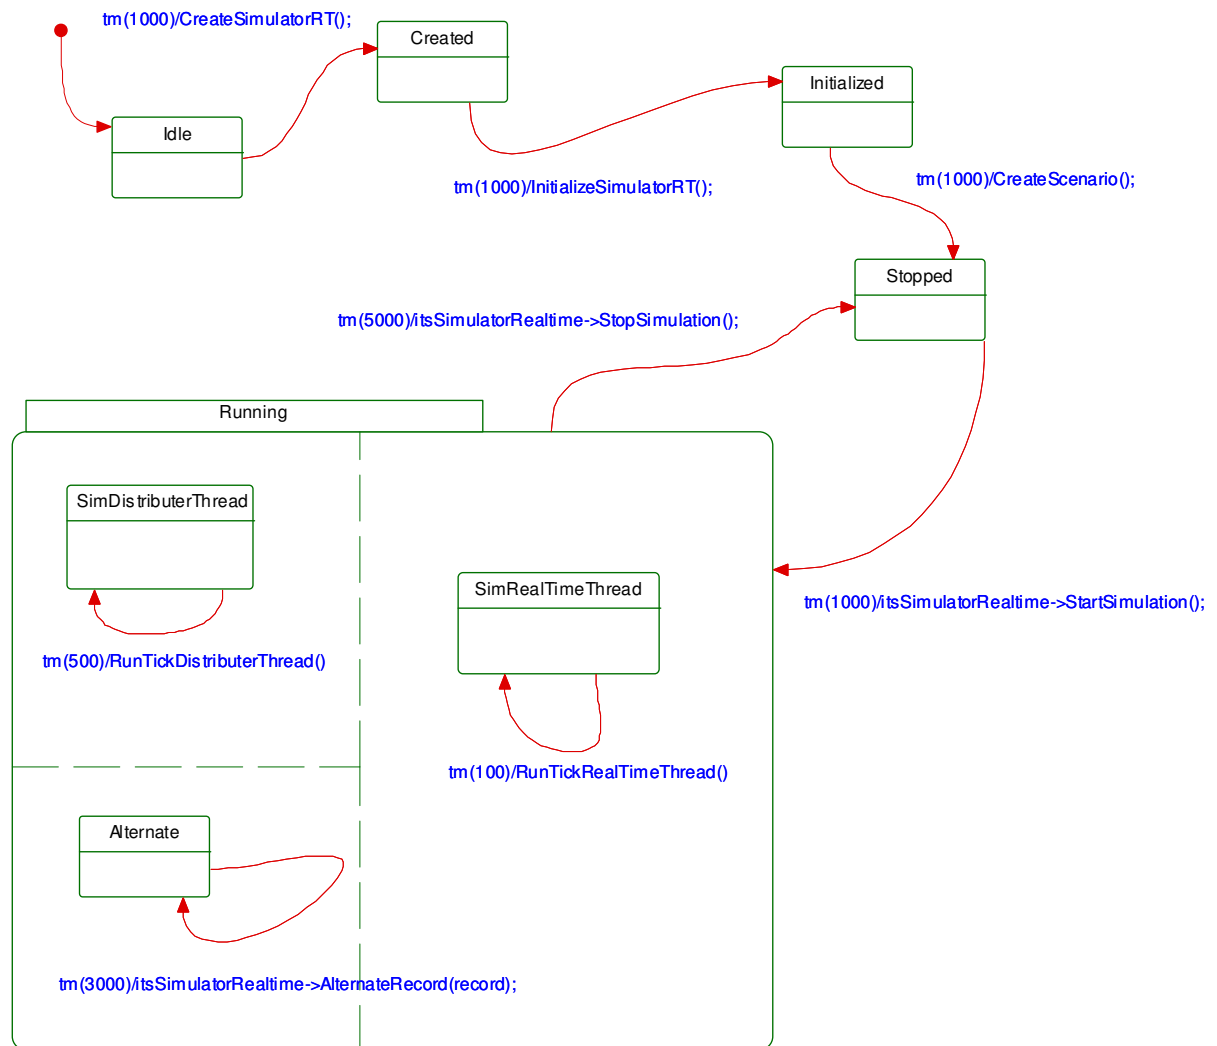 tm(1000)/CreateSimulatorRT();
Created
Initialized
Idle
tm(1000)/InitializeSimulatorRT();
tm(1000)/CreateScenario();
Stopped
tm(5000)/itsSimulatorRealtime->StopSimulation();
Running
SimDistributerThread
SimRealTimeThread
tm(1000)/itsSimulatorRealtime->StartSimulation();
tm(500)/RunTickDistributerThread()
tm(100)/RunTickRealTimeThread()
Alternate
tm(3000)/itsSimulatorRealtime->AlternateRecord(record);